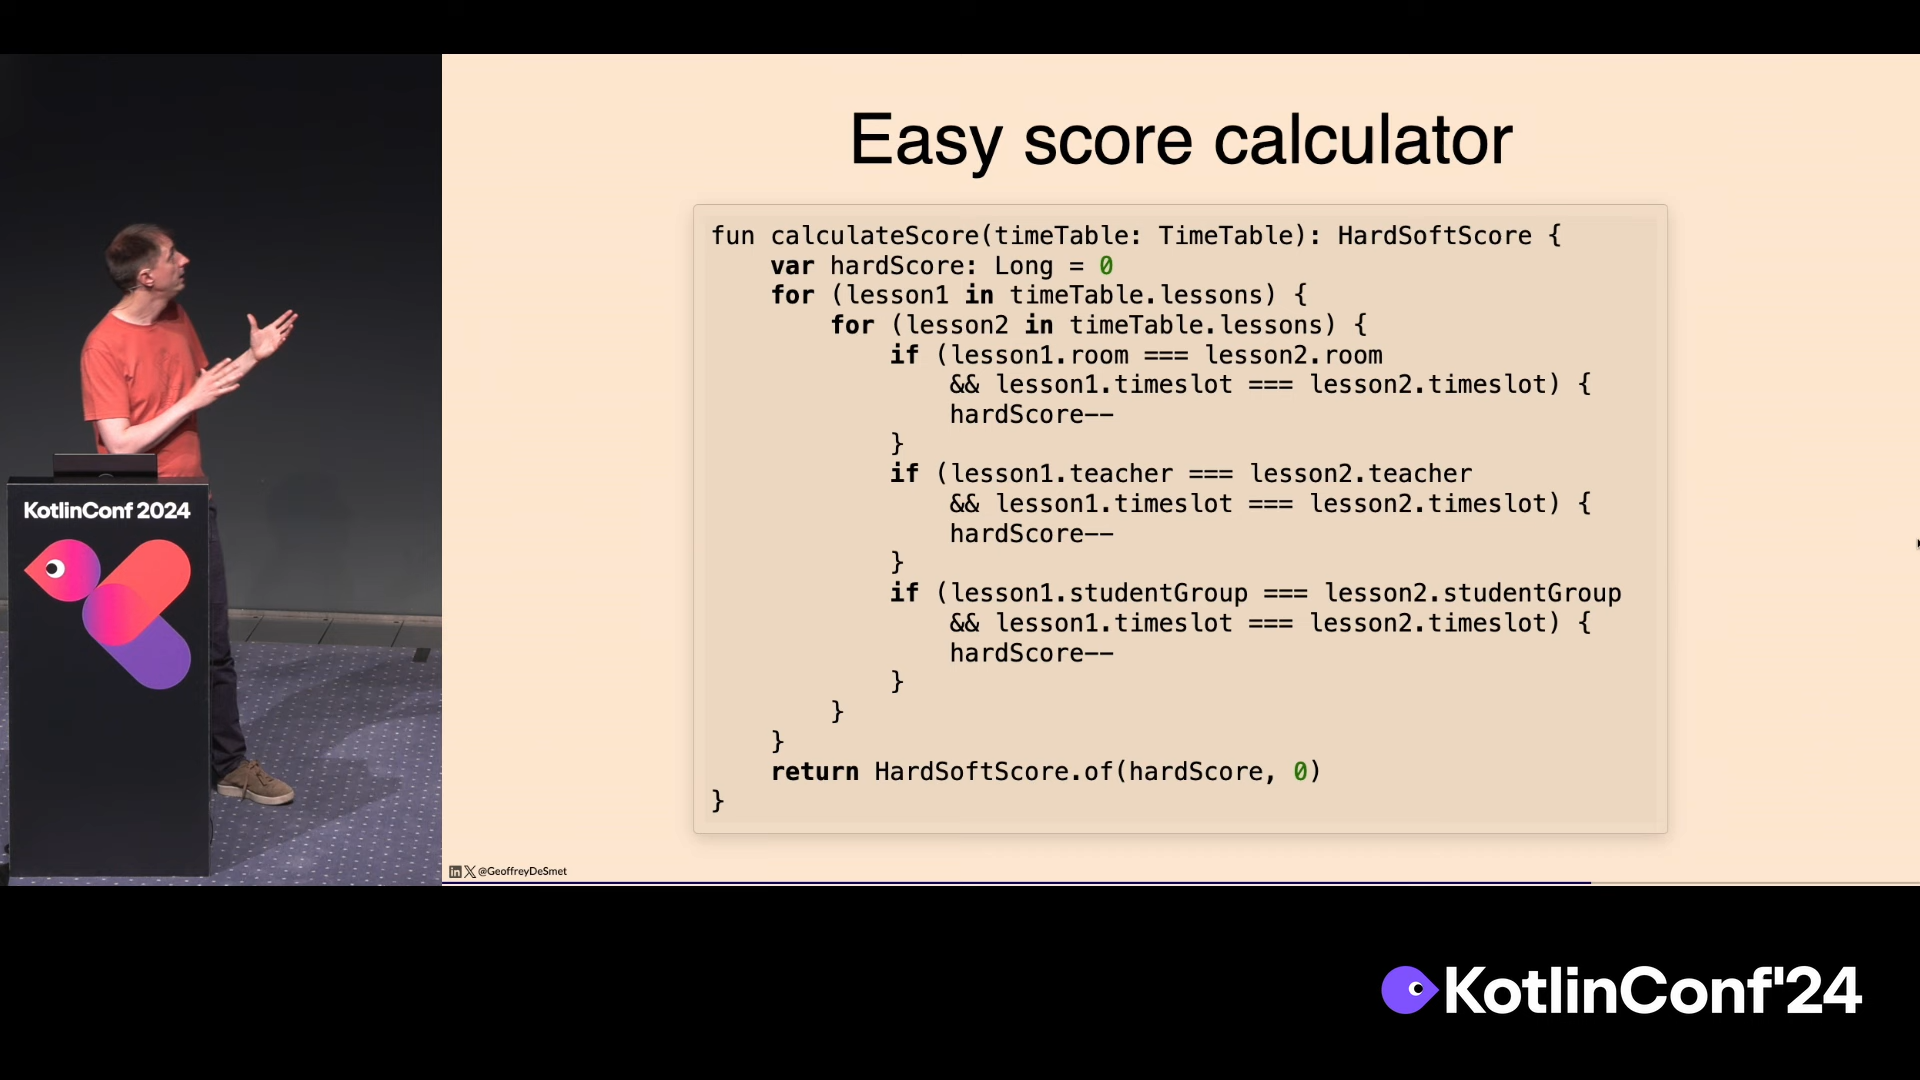 Easy score calculator
fun calculateScore(timeTable: TimeTable): HardSoftScore {
    var hardScore: Long = 0
    for (lesson1 in timeTable.lessons) {
        for (lesson2 in timeTable.lessons) {
            if (lesson1.room === lesson2.room
                && lesson1.timeslot === lesson2.timeslot) {
                hardScore--
            }
            if (lesson1.teacher === lesson2.teacher
                && lesson1.timeslot === lesson2.timeslot) {
                hardScore--
            }
            if (lesson1.studentGroup === lesson2.studentGroup
                && lesson1.timeslot === lesson2.timeslot) {
                hardScore--
            }
        }
    }
    return HardSoftScore.of(hardScore, 0)
}
KotlinConf 2024
in X @GeoffreyDeSmet
KotlinConf'24